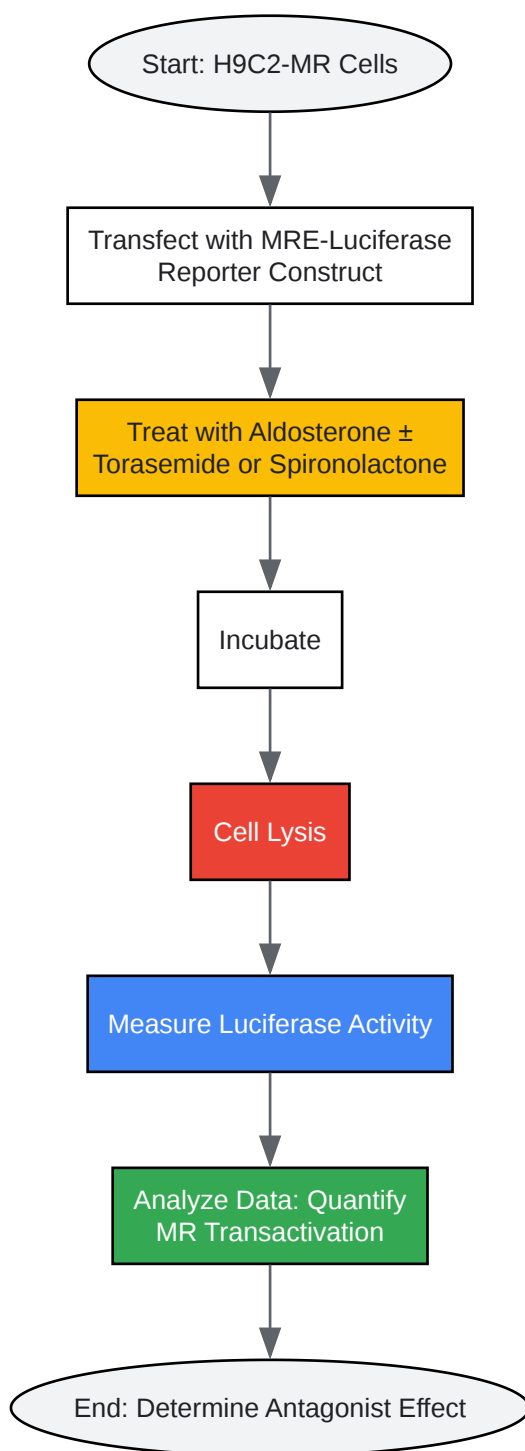 Start: H9C2-MR Cells
Transfect with MRE-Luciferase
Reporter Construct
Treat with Aldosterone ±
Torasemide or Spironolactone
Incubate
Cell Lysis
Measure Luciferase Activity
Analyze Data: Quantify
MR Transactivation
End: Determine Antagonist Effect